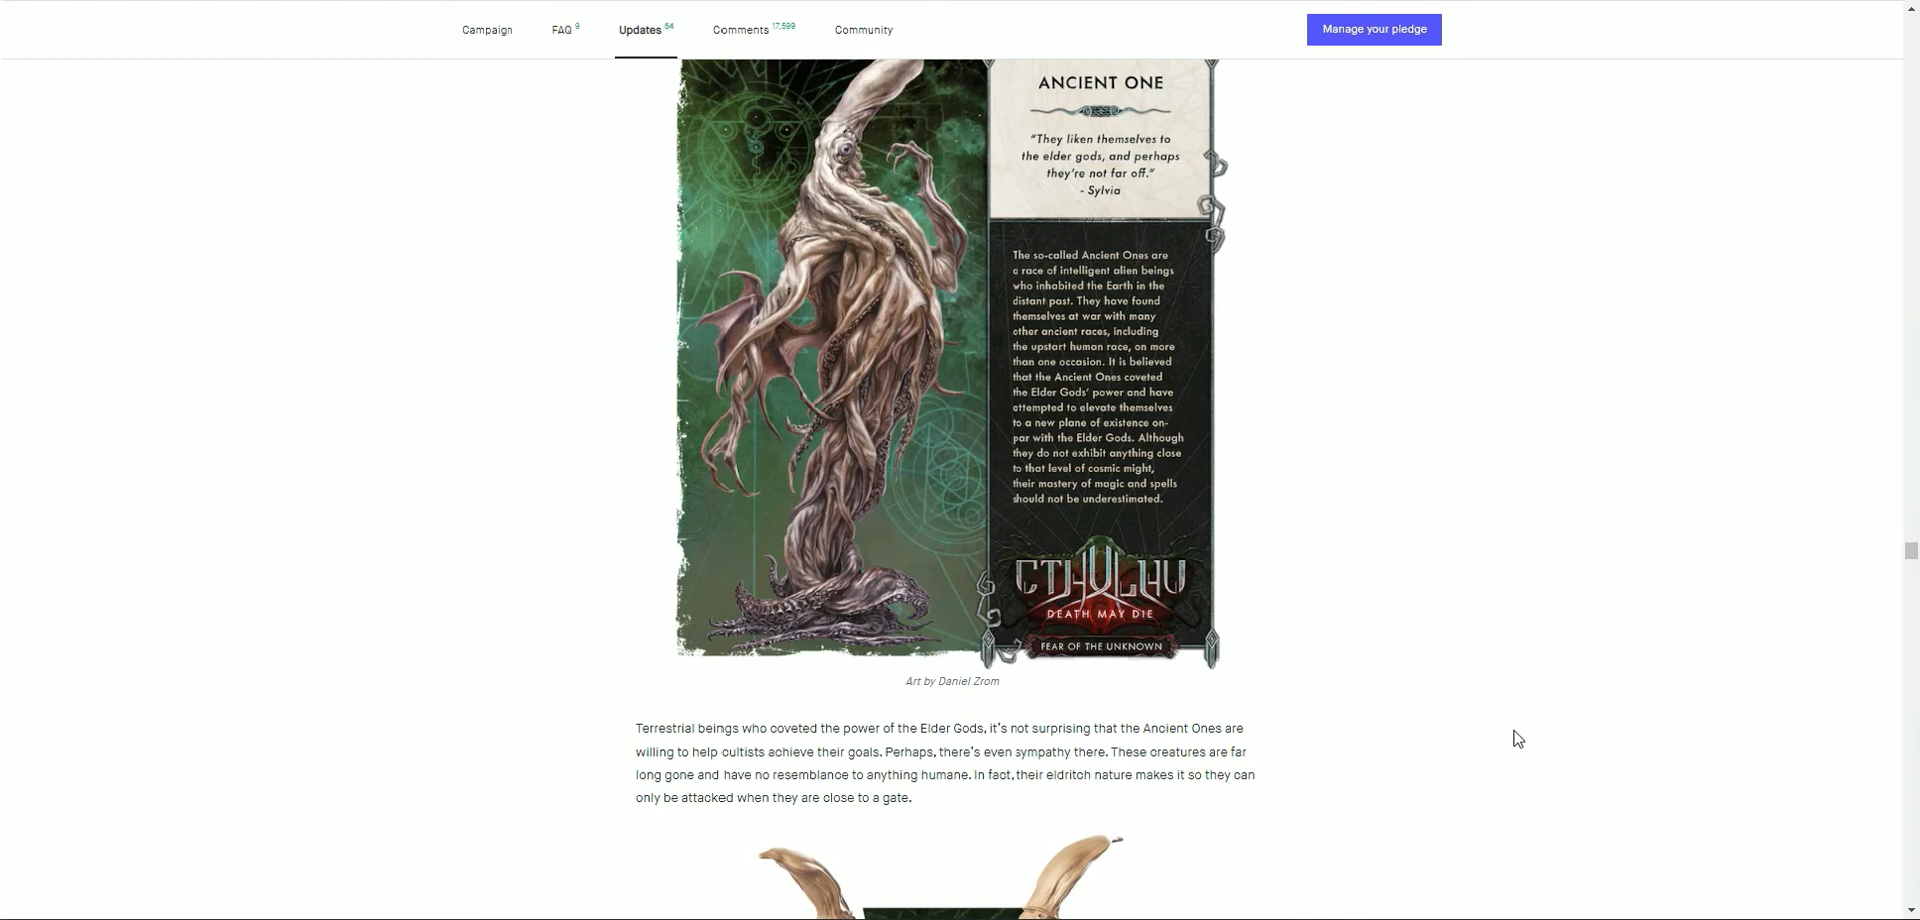 Campaign FAQ 9 Updates 54 Comments 17,599 Community Manage your pledge
ANCIENT ONE
“They liken themselves to
the elder gods, and perhaps
they’re not far off.”
- Sylvia
The so-called Ancient Ones are
a race of intelligent alien beings
who inhabited the Earth in the
distant past. They have found
themselves at war with many
other ancient races, including
the upstart human race, on more
than one occasion. It is believed
that the Ancient Ones coveted
the Elder Gods’ power and have
attempted to elevate themselves
to a new plane of existence on-
par with the Elder Gods. Although
they do not exhibit anything close
to that level of cosmic might,
their mastery of magic and spells
should not be underestimated.
CTHULHU
DEATH MAY DIE
FEAR OF THE UNKNOWN
Art by Daniel Zrom
Terrestrial beings who coveted the power of the Elder Gods, it’s not surprising that the Ancient Ones are
willing to help cultists achieve their goals. Perhaps, there’s even sympathy there. These creatures are far
long gone and have no resemblance to anything humane. In fact, their eldritch nature makes it so they can
only be attacked when they are close to a gate.